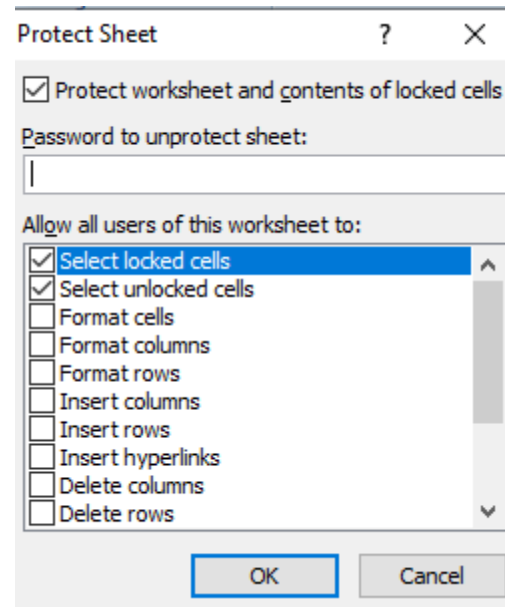 Protect Sheet ?
Protect worksheet and contents of locked cells
Password to unprotect sheet:
Allow all users of this worksheet to:
Select locked cells
Select unlocked cells
Format cells
Format columns
Format rows
Insert columns
Insert rows
Insert hyperlinks
Delete columns
Delete rows
OK Cancel